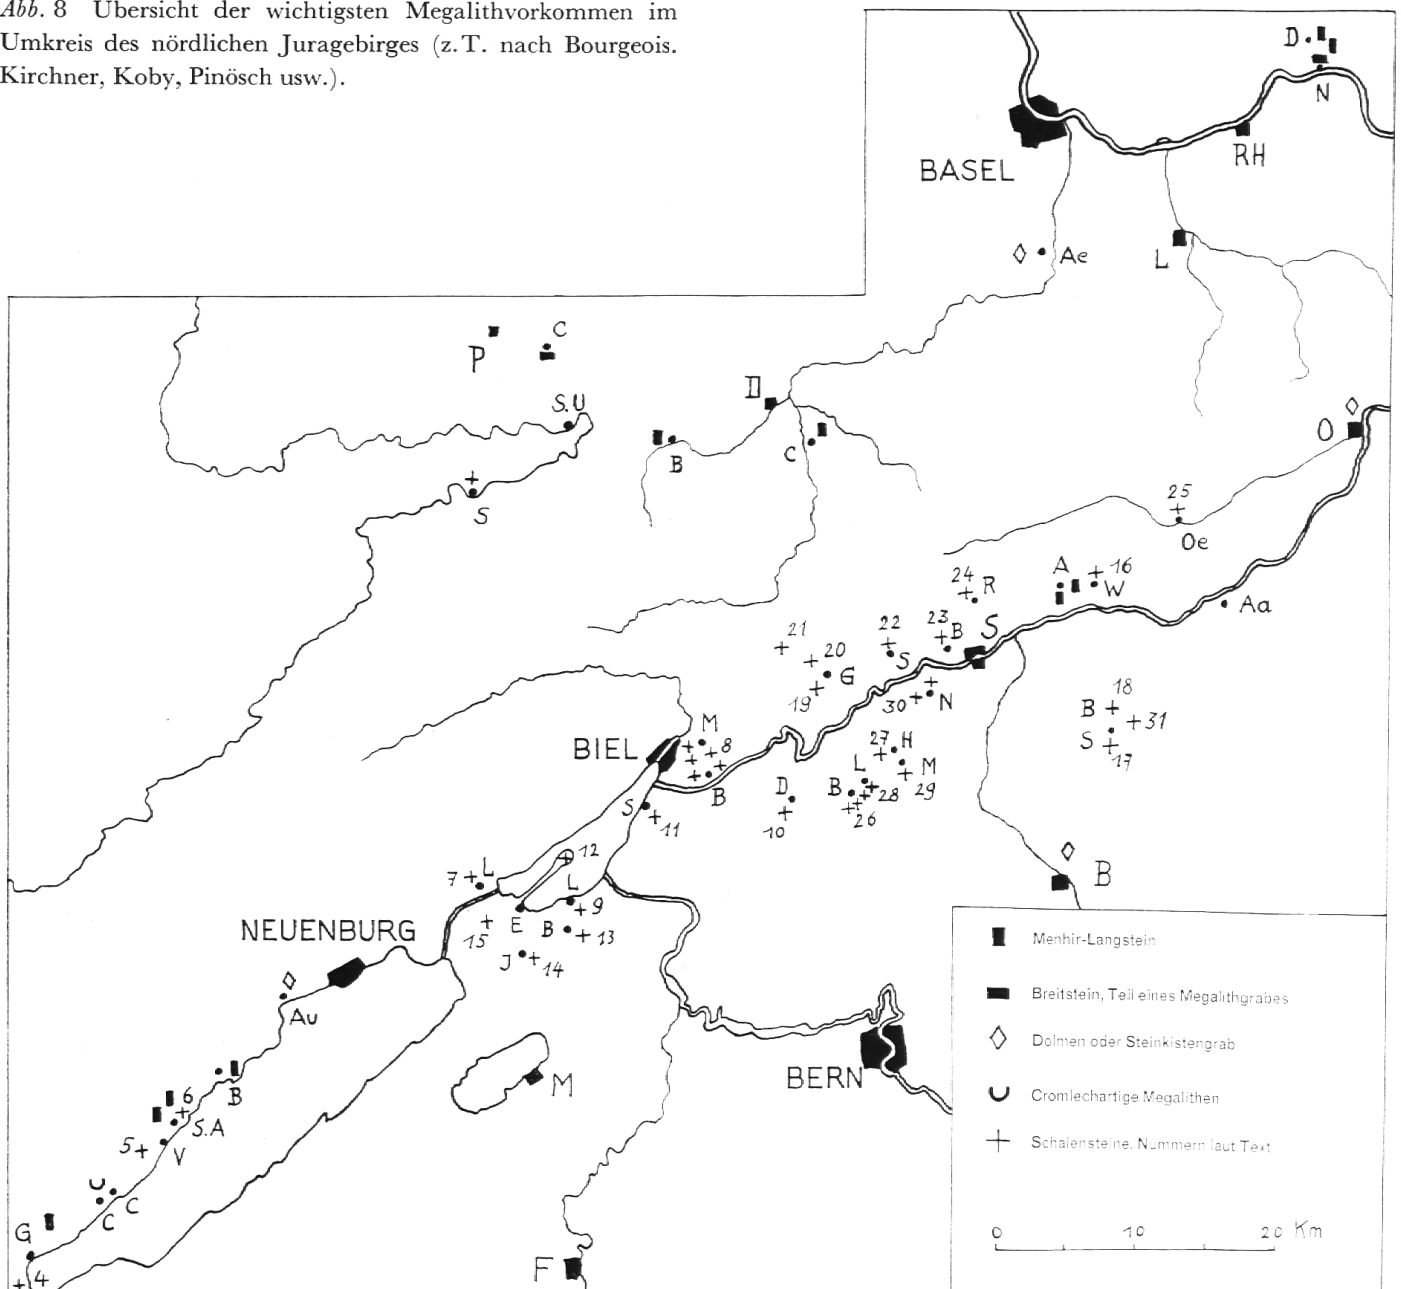 Abb. 8 Übersicht der wichtigsten Megalithvorkommen im
Umkreis des nördlichen Juragebirges (z.T. nach Bourgeois.
Kirchner, Koby, Pinösch usw.).
D
N
BASEL
RH
Ae
L
P
C
S.U
D
B
C
O
S
25
Oe
A
16
W
24
R
Aa
23
B
S
22
S
21
20
G
19
30
N
18
B
31
S
17
BIEL
M
8
B
27
H
L
M
29
B
28
26
D
10
S
11
12
7
L
L
9
E
15
B
13
J
14
B
NEUENBURG
Au
BERN
M
B
6
S.A
5
V
C
C
G
4
F
Menhir-Langstein
Breitstein, Teil eines Megalithgrabes
Dolmen oder Steinkistengrab
Cromlechartige Megalithen
Schalensteine, Nummern laut Text
0 10 20 Km